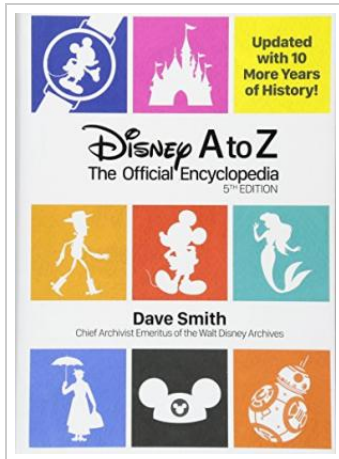 Updated
with 10
More Years
of History!
Disney A to Z
The Official Encyclopedia
5TH EDITION
Dave Smith
Chief Archivist Emeritus of the Walt Disney Archives